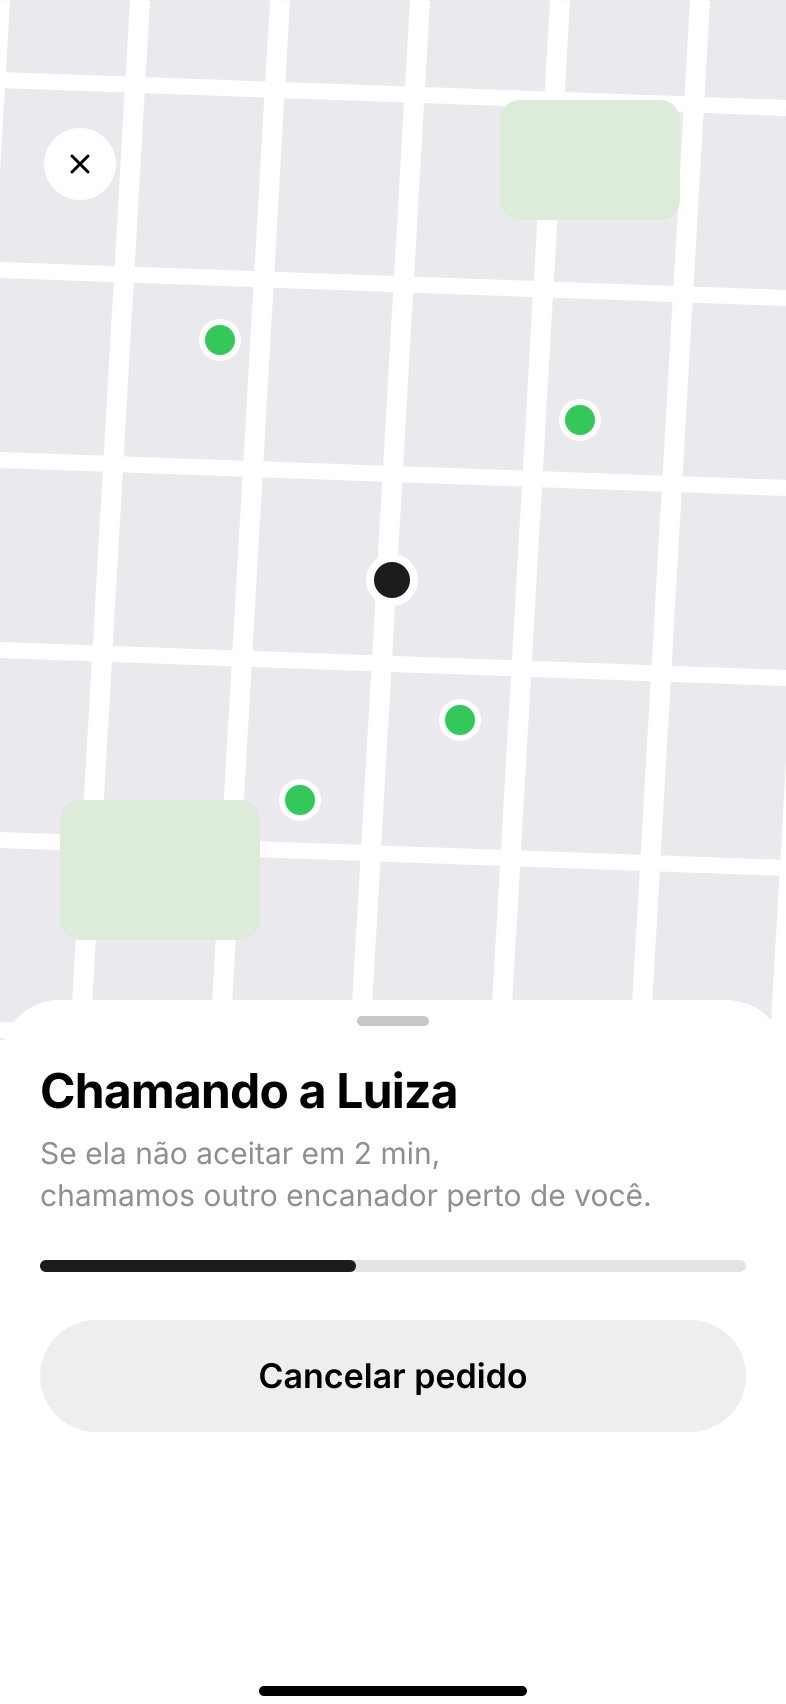 Chamando a Luiza
Se ela não aceitar em 2 min,
chamamos outro encanador perto de você.
Cancelar pedido